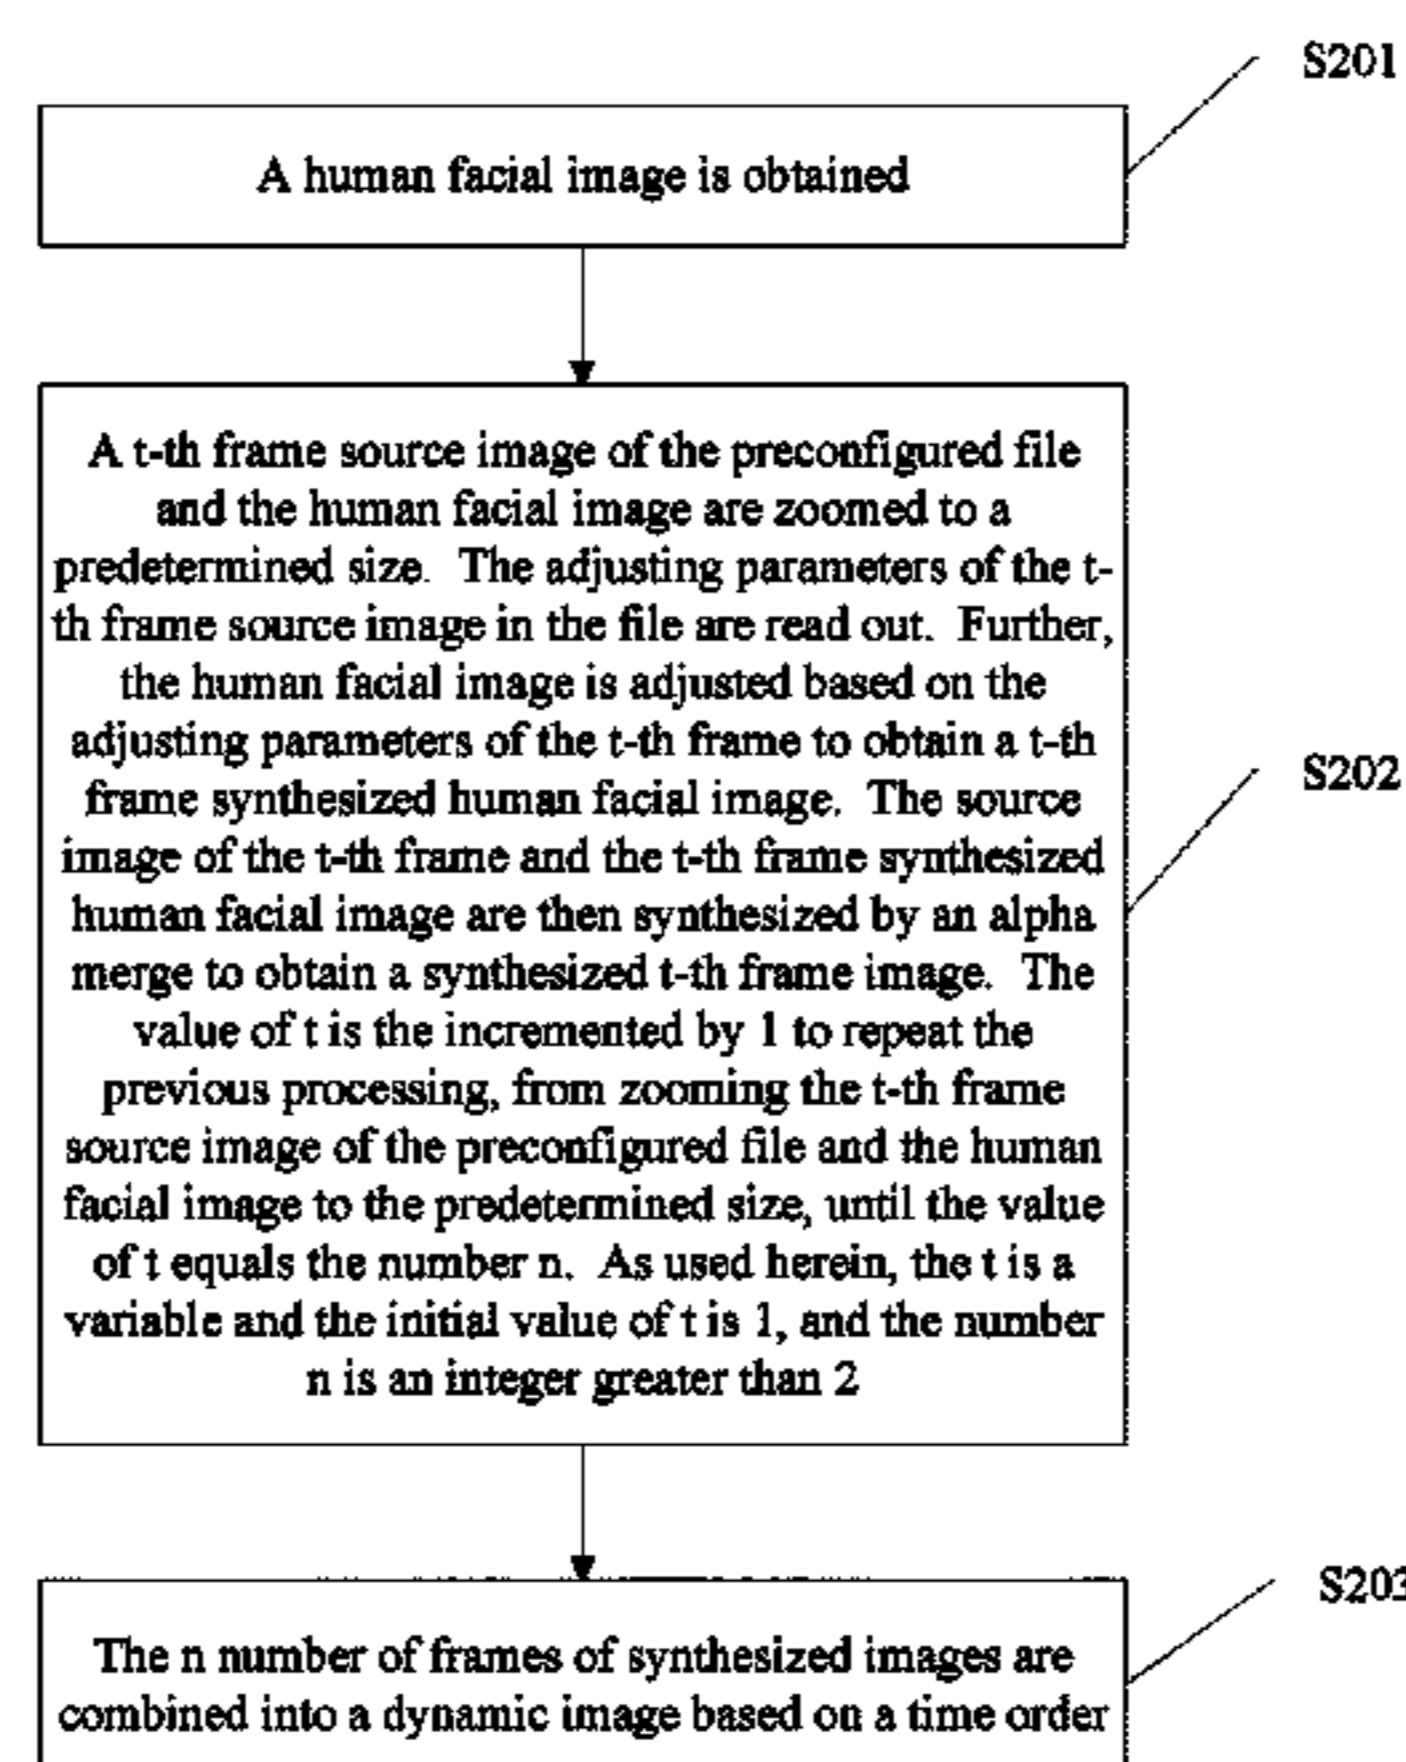 S201
A human facial image is obtained
A t-th frame source image of the preconfigured file
and the human facial image are zoomed to a
predetermined size. The adjusting parameters of the t-
th frame source image in the file are read out. Further,
the human facial image is adjusted based on the
adjusting parameters of the t-th frame to obtain a t-th
frame synthesized human facial image. The source
image of the t-th frame and the t-th frame synthesized
human facial image are then synthesized by an alpha
merge to obtain a synthesized t-th frame image. The
value of t is the incremented by 1 to repeat the
previous processing, from zooming the t-th frame
source image of the preconfigured file and the human
facial image to the predetermined size, until the value
of t equals the number n. As used herein, the t is a
variable and the initial value of t is 1, and the number
n is an integer greater than 2
S202
S203
The n number of frames of synthesized images are
combined into a dynamic image based on a time order